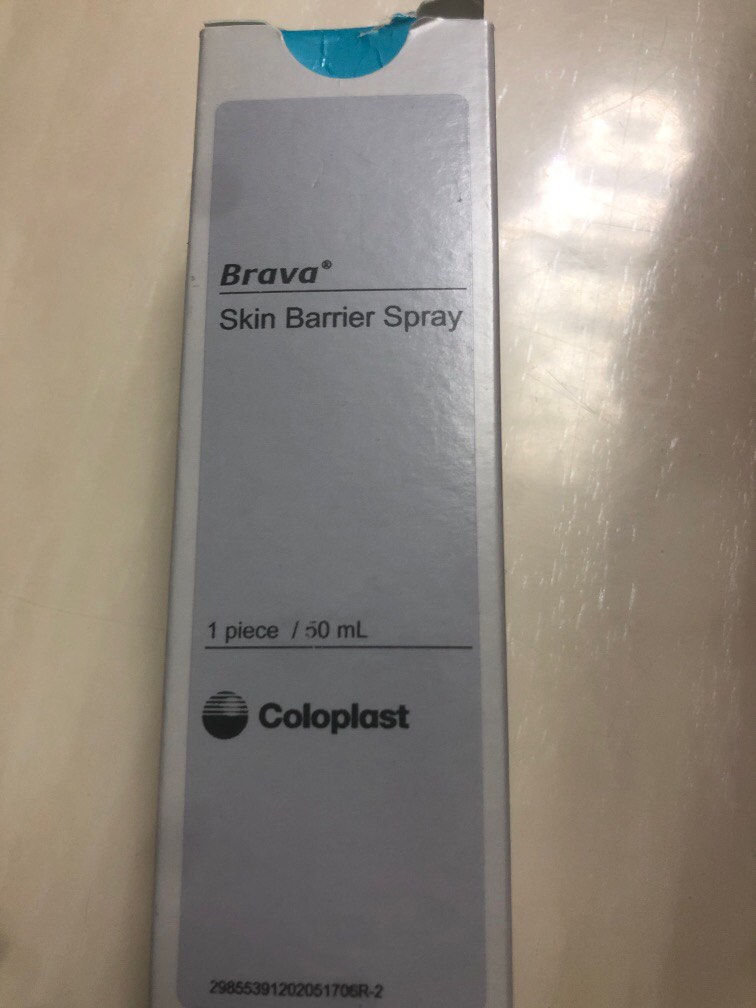 Brava®
Skin Barrier Spray
1 piece / 50 mL
Coloplast
29855391202051706R-2